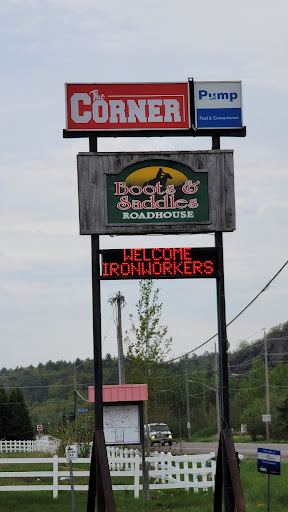 The
CORNER
Pump
Fuel & Convenience
Boots &
Saddles
ROADHOUSE
WELCOME
IRONWORKERS